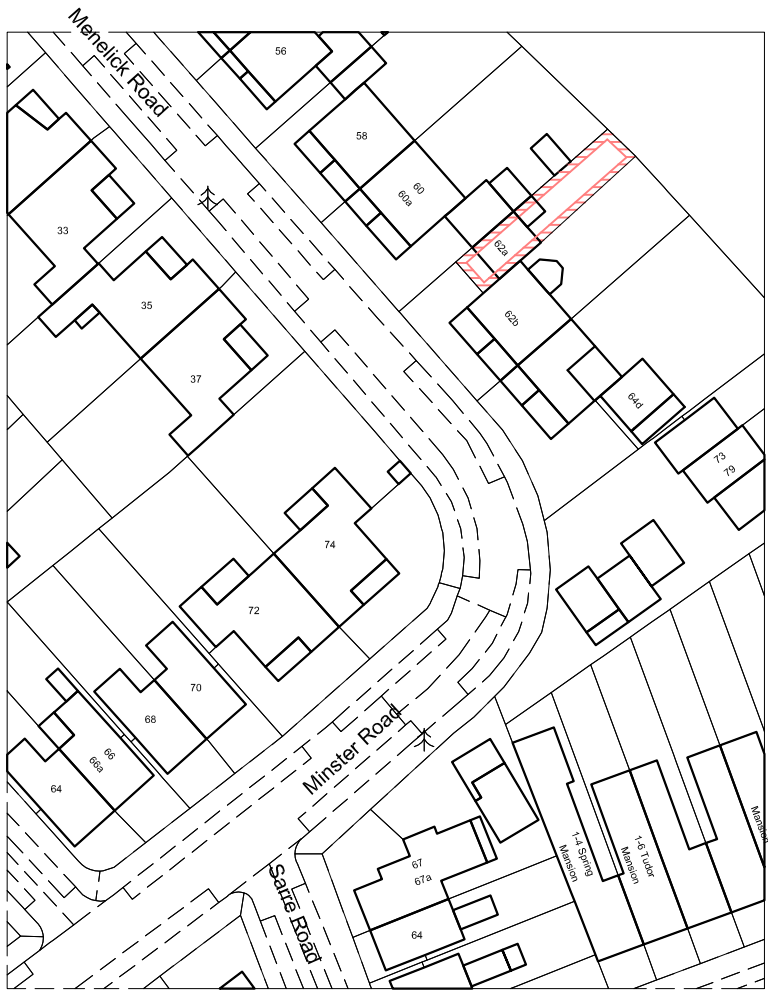 Menelick Road
56
58
60
60a
33
62a
35
62b
37
64d
73
79
74
72
70
68
66
66a
64
Minster Road
Mansion
1-4 Spring
Mansion
1-6 Tudor
Mansion
67
67a
Sarre Road
64